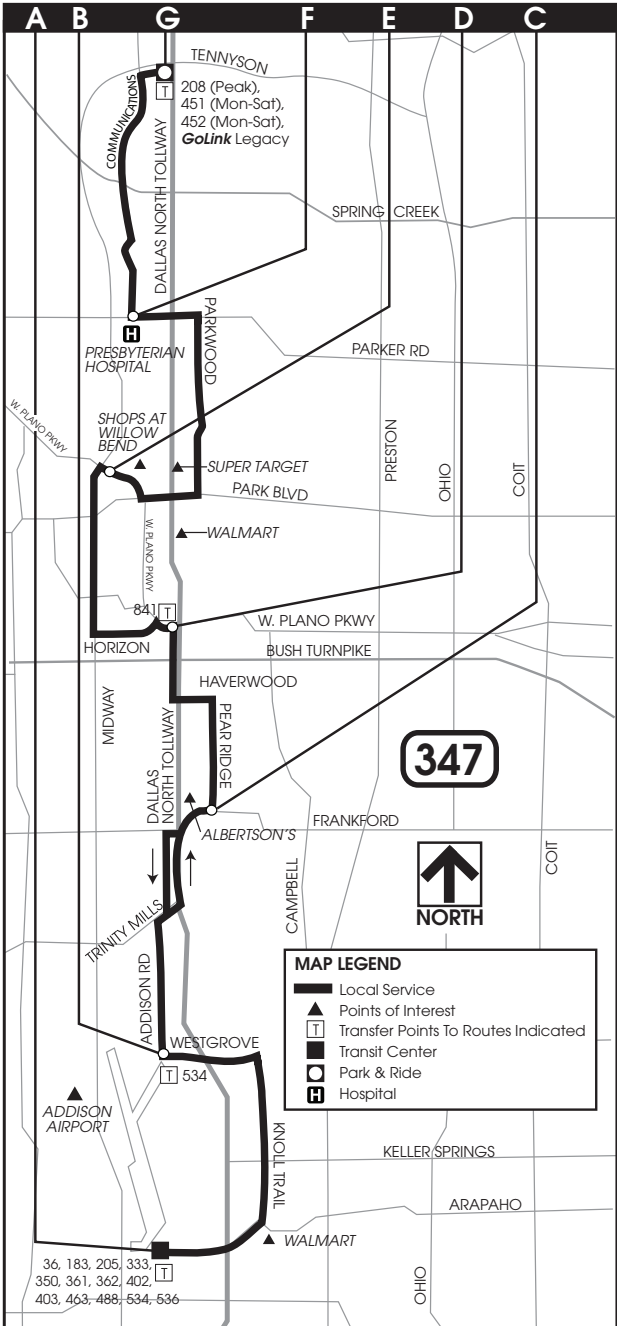 A B G F E D C
TENNYSON
COMMUNICATIONS
T
208 (Peak),
451 (Mon-Sat),
452 (Mon-Sat),
GoLink Legacy
DALLAS NORTH TOLLWAY
SPRING CREEK
PARKWOOD
H
PRESBYTERIAN
HOSPITAL
PARKER RD
W. PLANO PKWY
SHOPS AT
WILLOW
BEND
SUPER TARGET
PRESTON
OHIO
COIT
PARK BLVD
W. PLANO PKWY
WALMART
841 T
W. PLANO PKWY
HORIZON
BUSH TURNPIKE
HAVERWOOD
MIDWAY
DALLAS
NORTH TOLLWAY
PEAR RIDGE
347
ALBERTSON'S
FRANKFORD
CAMPBELL
COIT
NORTH
TRINITY MILLS
ADDISON RD
MAP LEGEND
Local Service
Points of Interest
T Transfer Points To Routes Indicated
Transit Center
Park & Ride
H Hospital
WESTGROVE
T 534
ADDISON
AIRPORT
KNOLL TRAIL
KELLER SPRINGS
ARAPAHO
WALMART
OHIO
36, 183, 205, 333,
350, 361, 362, 402,
403, 463, 488, 534, 536
T